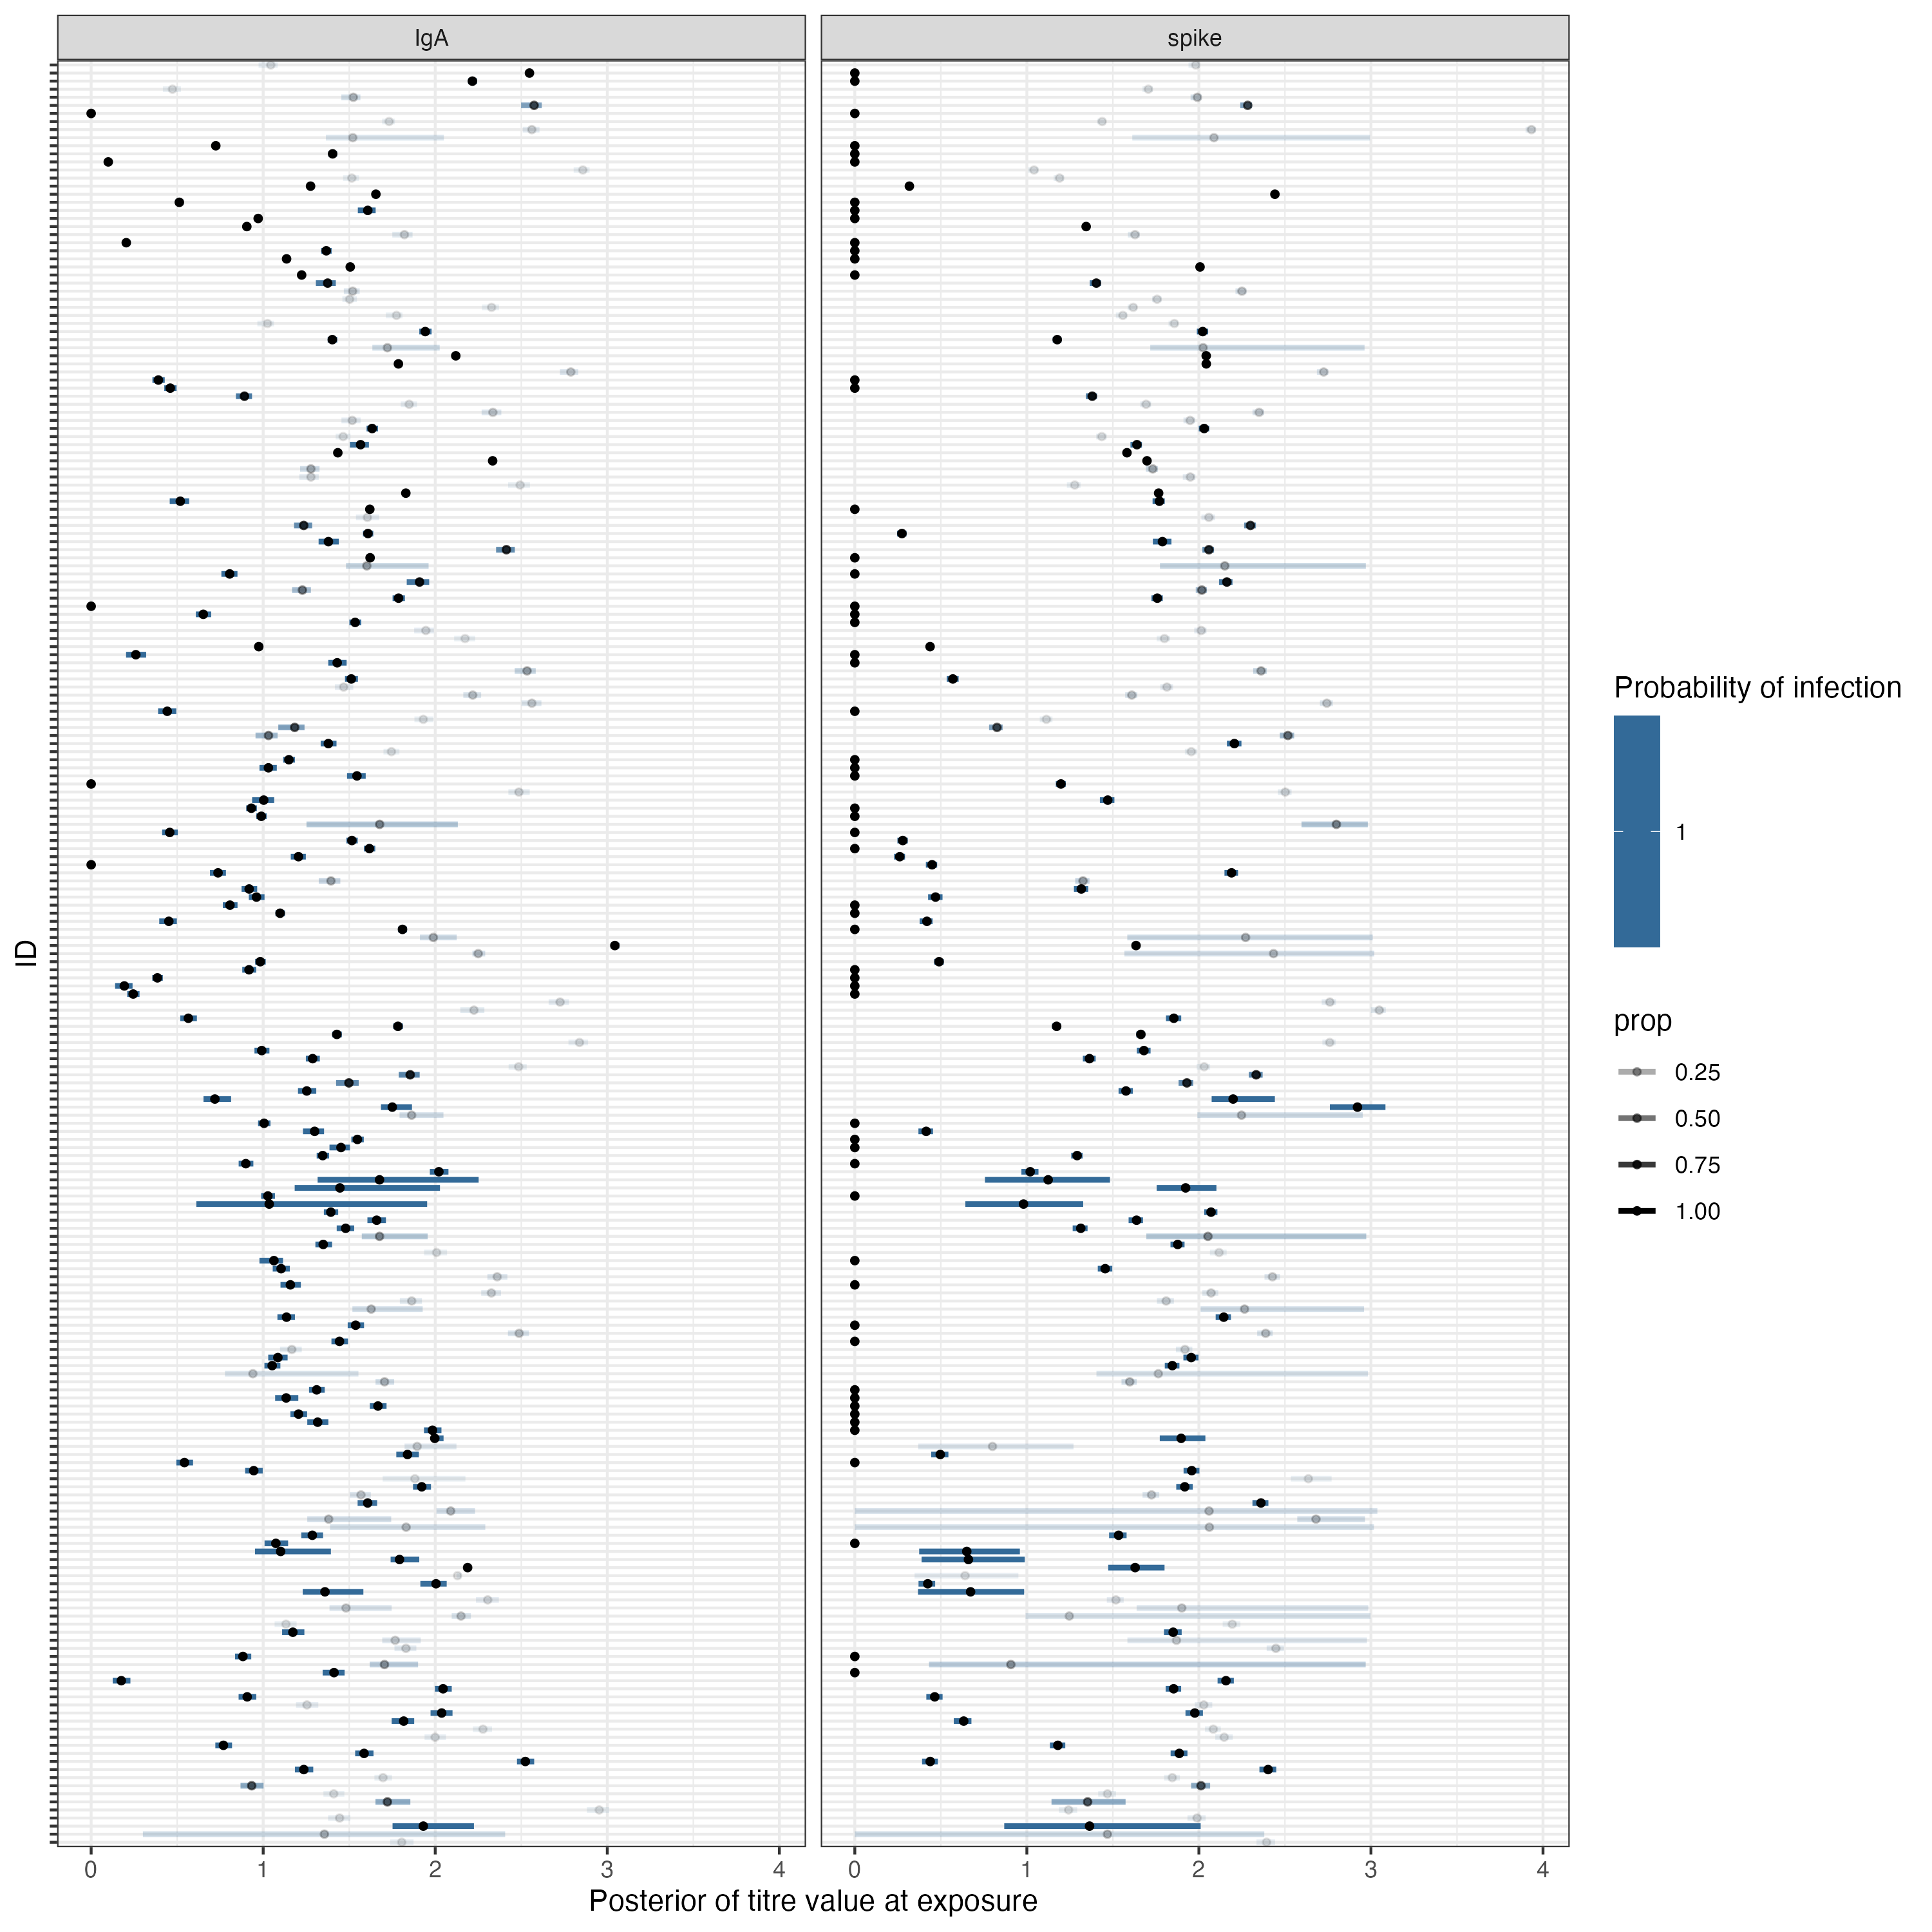 IgA
spike
ID
0
1
2
3
4
0
1
2
3
4
Posterior of titre value at exposure
Probability of infection
1
prop
0.25
0.50
0.75
1.00